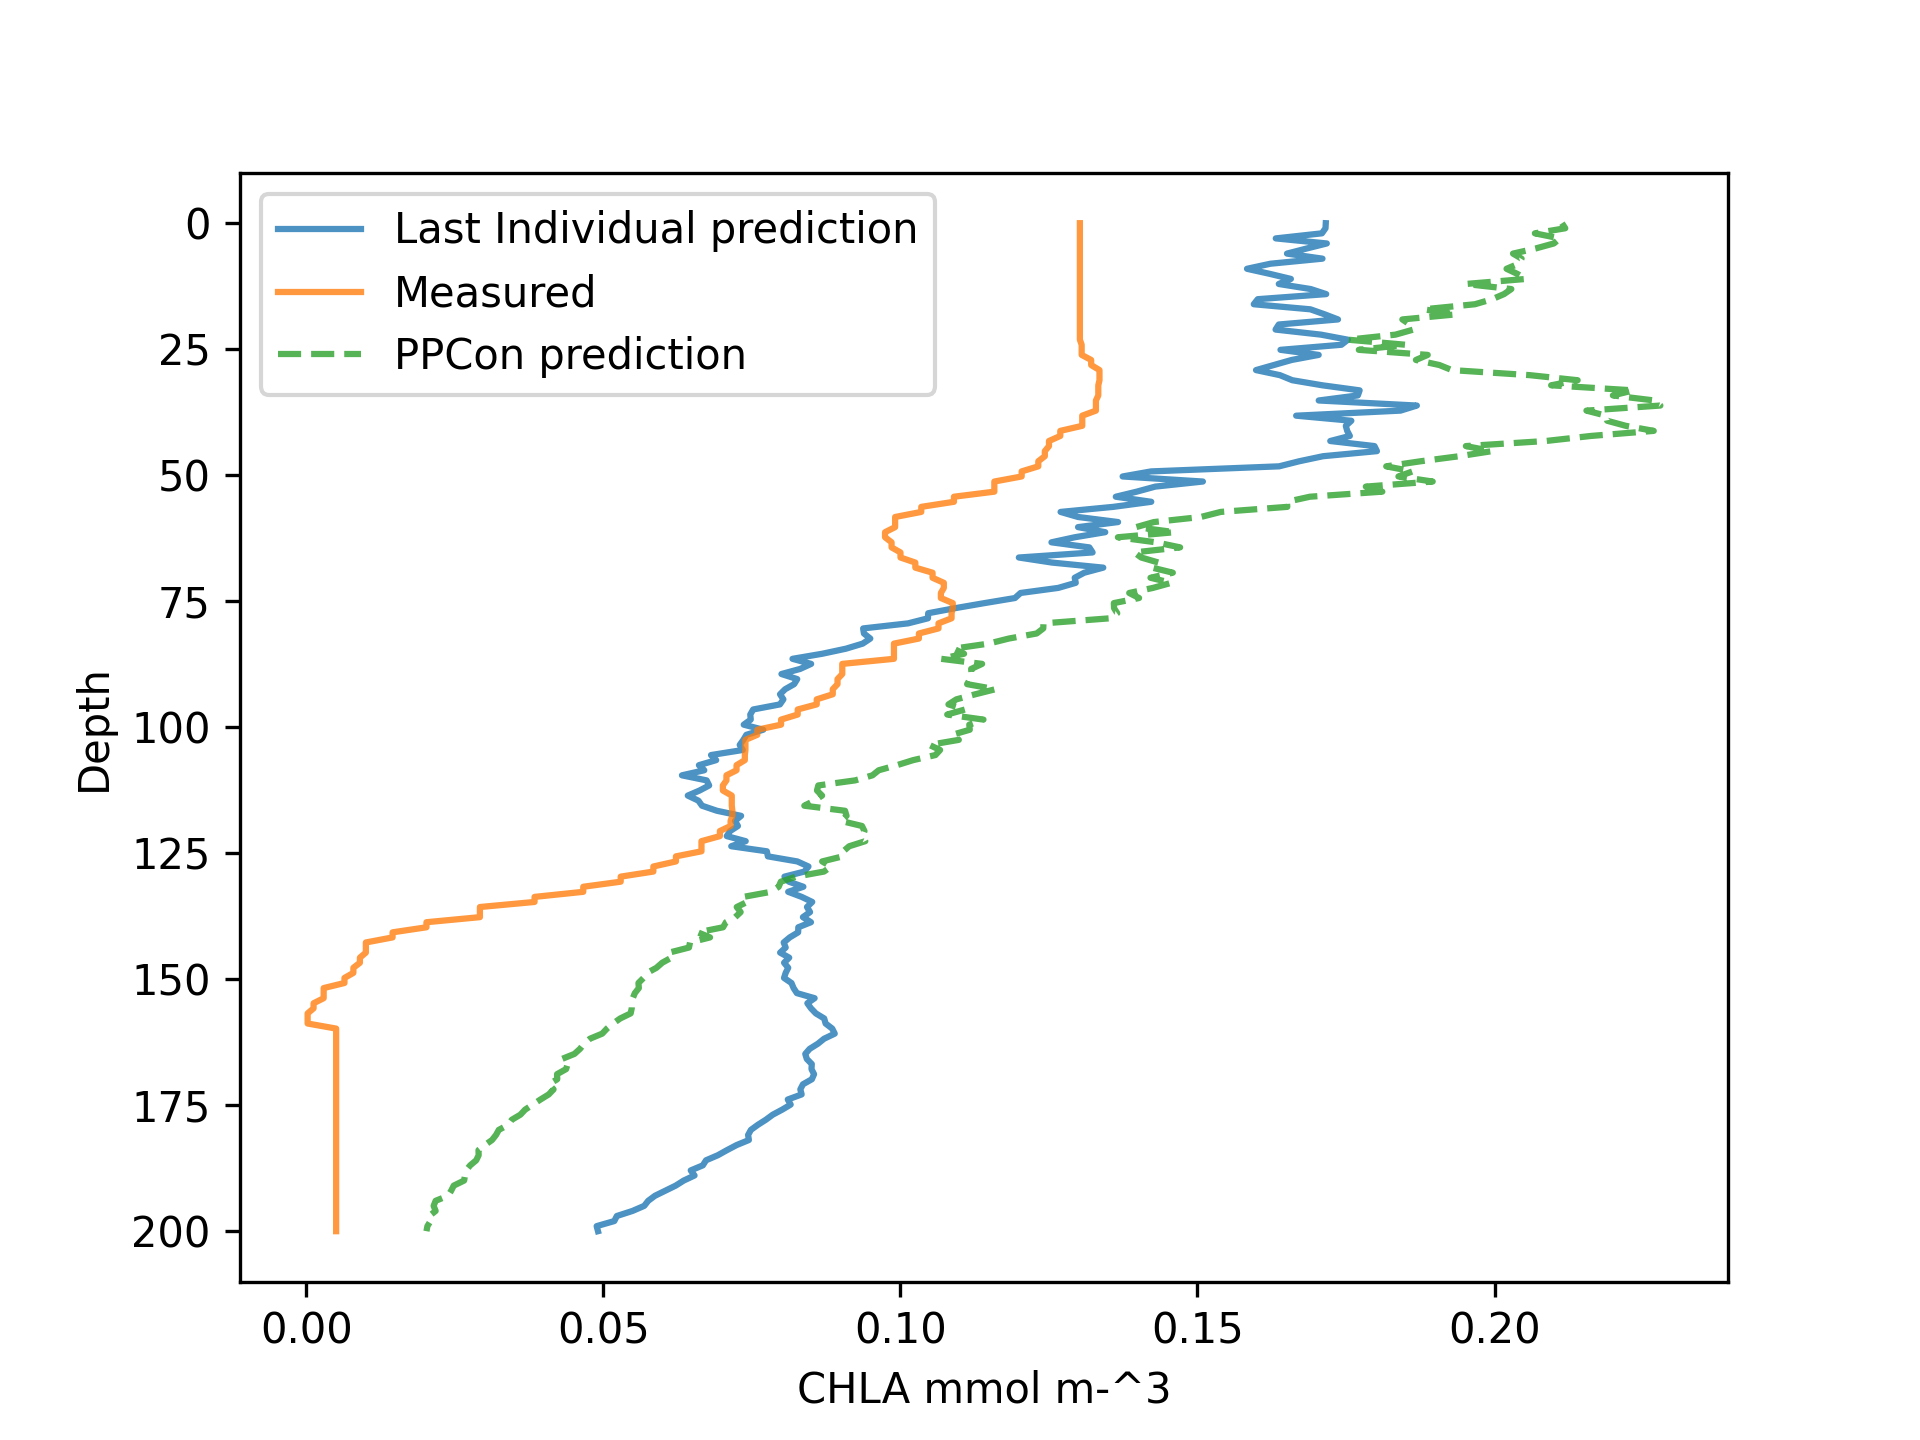 Last Individual prediction
Measured
PPCon prediction
0
25
50
75
100
125
150
175
200
Depth
0.00 0.05 0.10 0.15 0.20
CHLA mmol m-^3